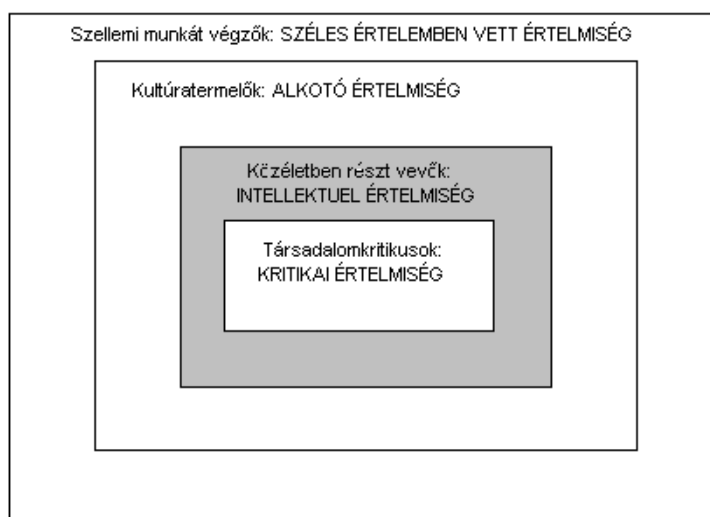 Szellemi munkát végzők: SZÉLES ÉRTELEMBEN VETT ÉRTELMISÉG
Kultúratermelők: ALKOTÓ ÉRTELMISÉG
Közéletben részt vevők:
INTELLEKTUEL ÉRTELMISÉG
Társadalomkritikusok:
KRITIKAI ÉRTELMISÉG